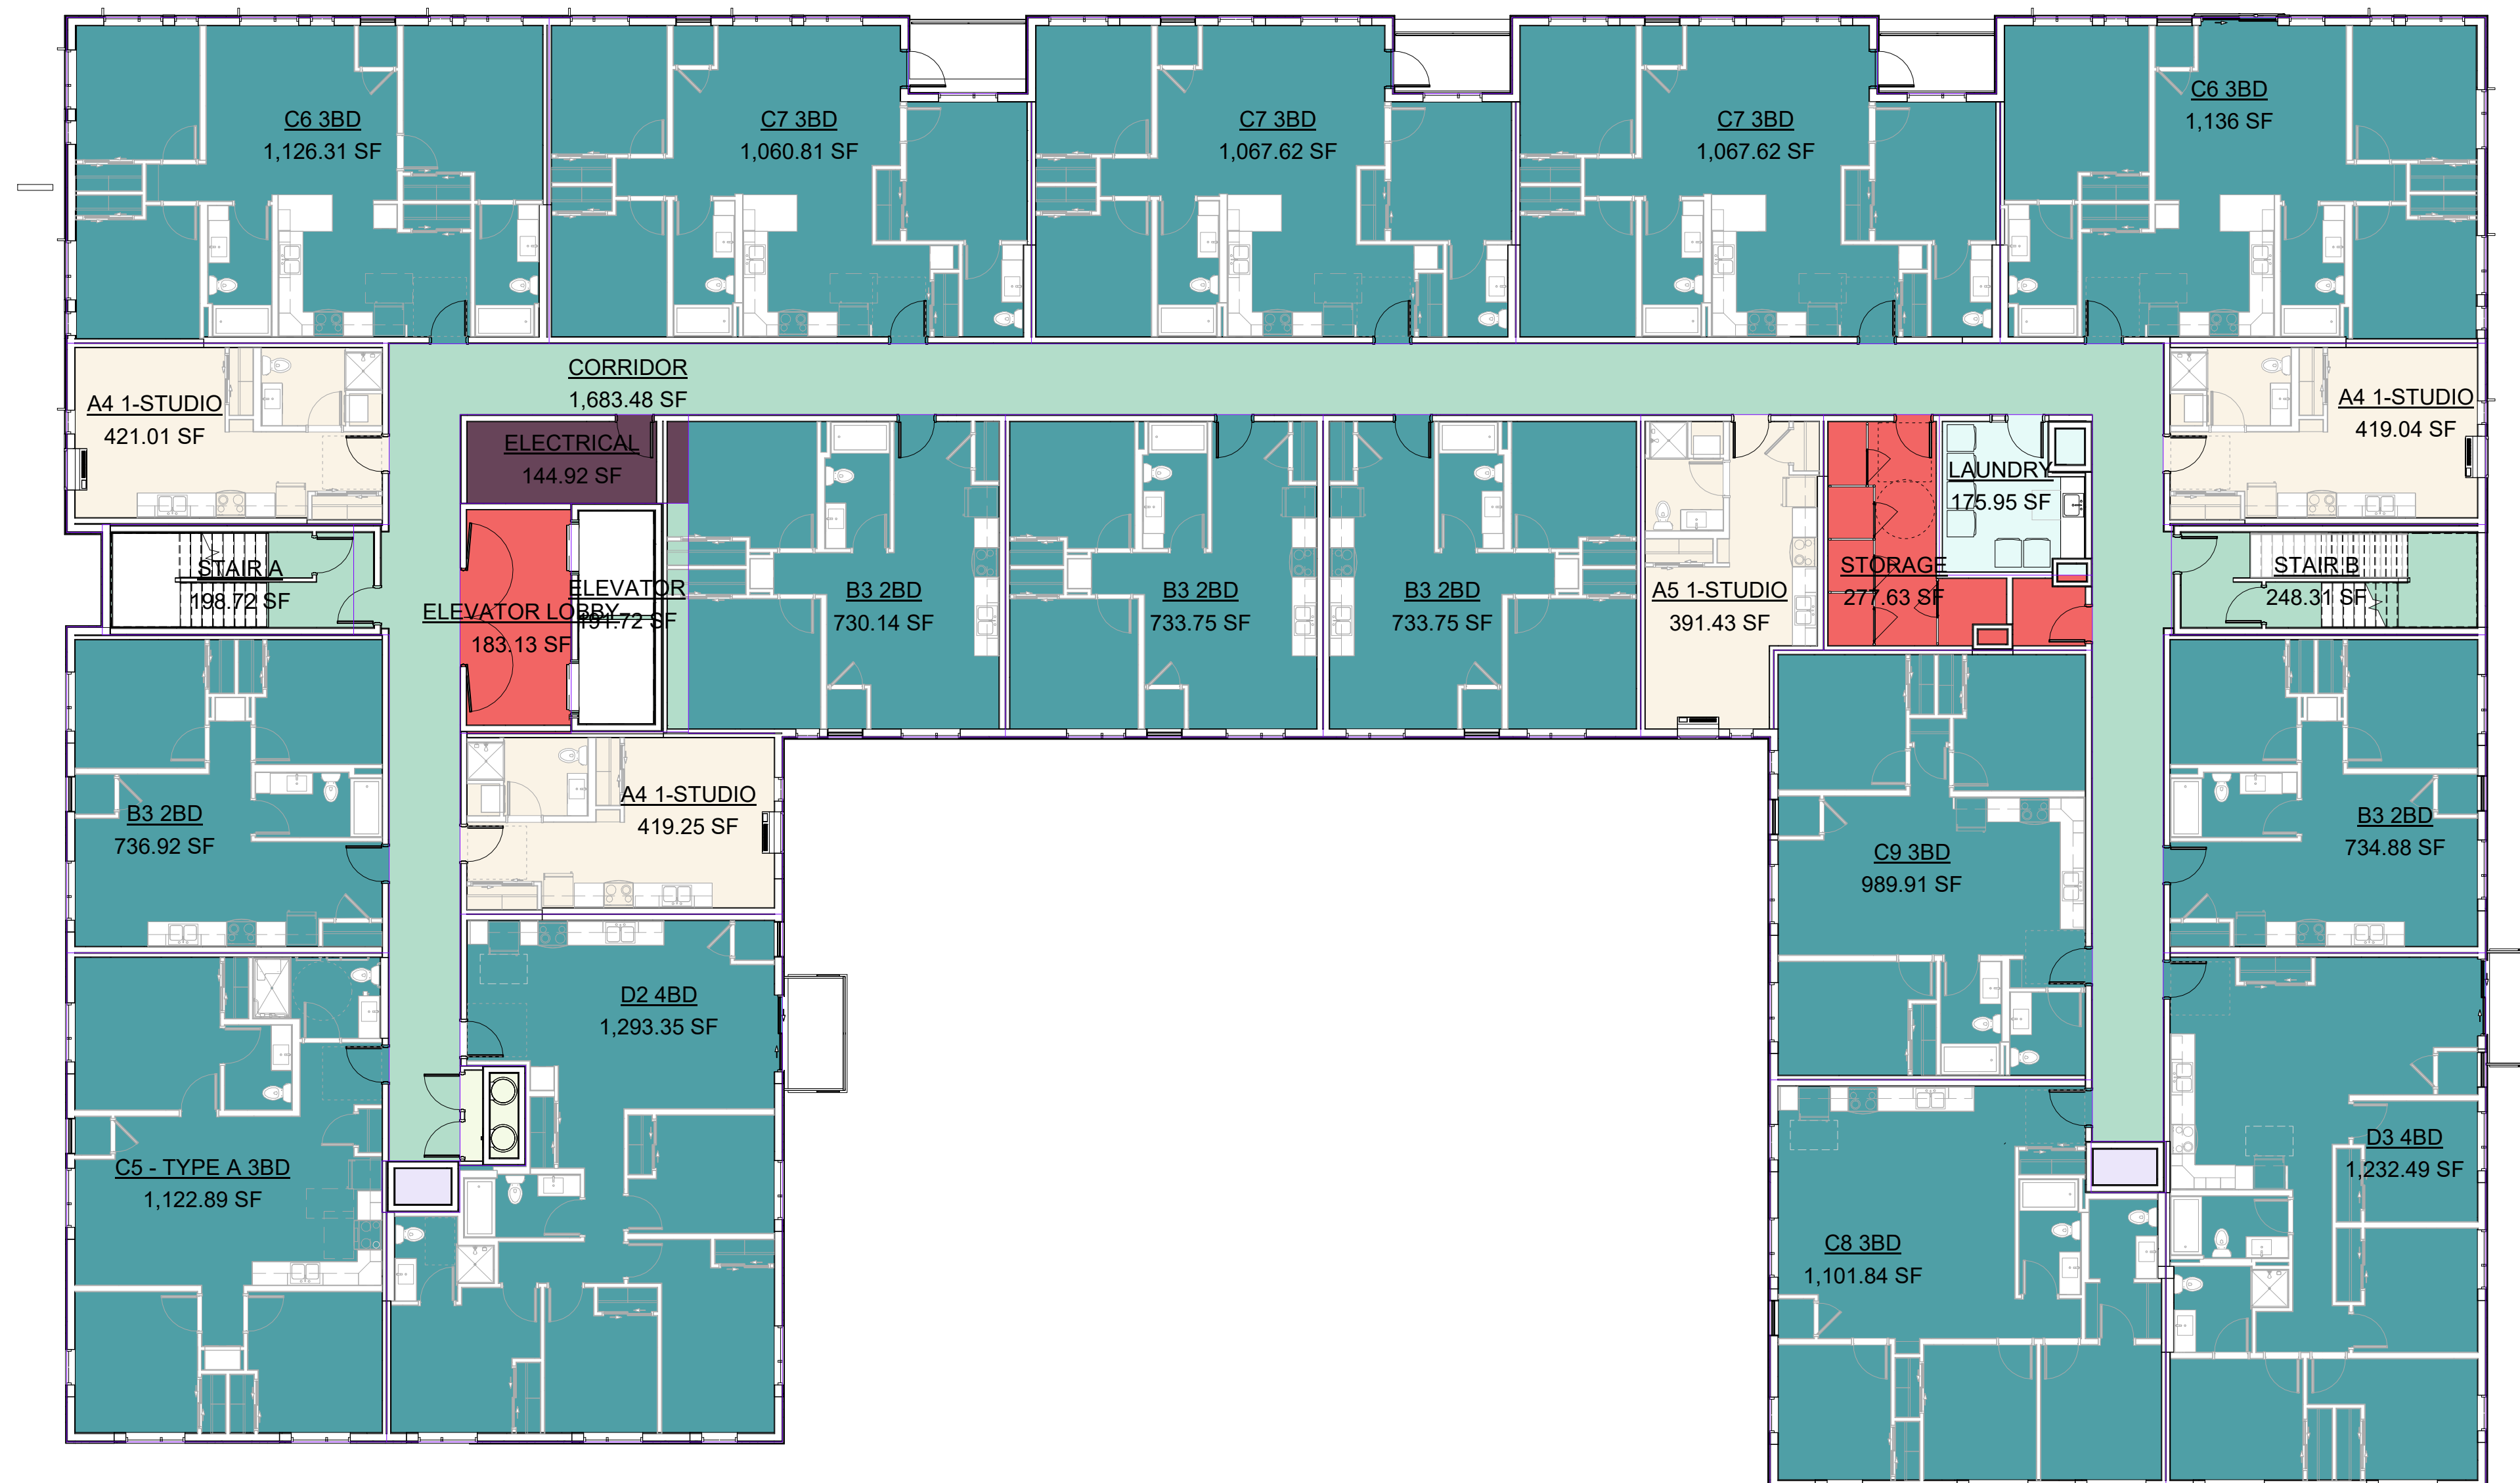 C6 3BD
1,126.31 SF
C7 3BD
1,060.81 SF
C7 3BD
1,067.62 SF
C7 3BD
1,067.62 SF
C6 3BD
1,136 SF
CORRIDOR
1,683.48 SF
A4 1-STUDIO
421.01 SF
A4 1-STUDIO
419.04 SF
ELECTRICAL
144.92 SF
LAUNDRY
175.95 SF
STAIR A
198.72 SF
ELEVATOR
191.72 SF
ELEVATOR LOBBY
183.13 SF
B3 2BD
730.14 SF
B3 2BD
733.75 SF
B3 2BD
733.75 SF
A5 1-STUDIO
391.43 SF
STORAGE
277.63 SF
STAIR B
248.31 SF
B3 2BD
736.92 SF
A4 1-STUDIO
419.25 SF
C9 3BD
989.91 SF
B3 2BD
734.88 SF
D2 4BD
1,293.35 SF
C5 - TYPE A 3BD
1,122.89 SF
D3 4BD
1,232.49 SF
C8 3BD
1,101.84 SF